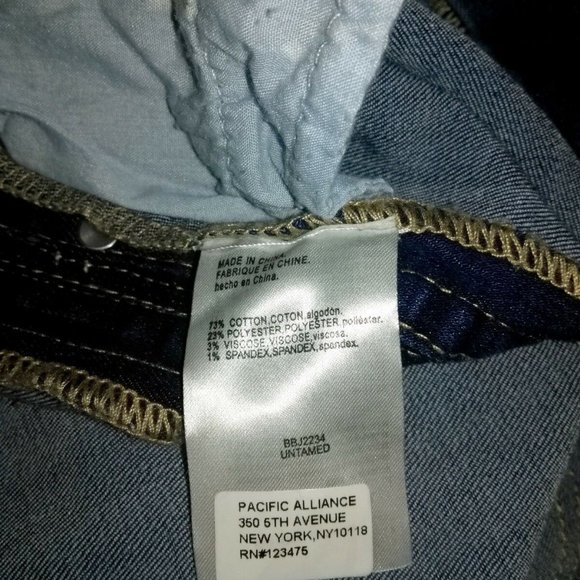 MADE IN CHINA.
FABRIQUE EN CHINE.
hecho en China.
73% COTTON,COTON,algodon.
23% POLYESTER,POLYESTER,poliéster.
3% VISCOSE,VISCOSE,viscosa.
1% SPANDEX,SPANDEX,spandex.
BBJ2234
UNTAMED
PACIFIC ALLIANCE
350 5TH AVENUE
NEW YORK,NY10118
RN#123475